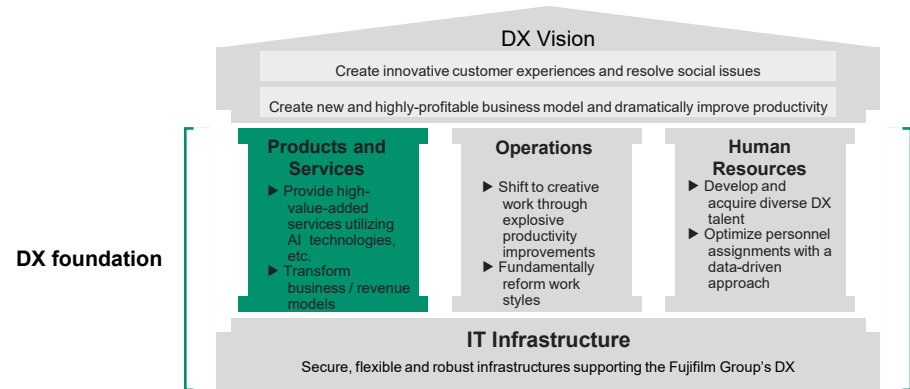 DX Vision
Create innovative customer experiences and resolve social issues
Create new and highly-profitable business model and dramatically improve productivity
DX foundation
Products and
Services
▶ Provide high-
value-added
services utilizing
AI technologies,
etc.
▶ Transform
business / revenue
models
Operations
▶ Shift to creative
work through
explosive
productivity
improvements
▶ Fundamentally
reform work
styles
Human
Resources
▶ Develop and
acquire diverse DX
talent
▶ Optimize personnel
assignments with a
data-driven
approach
IT Infrastructure
Secure, flexible and robust infrastructures supporting the Fujifilm Group's DX